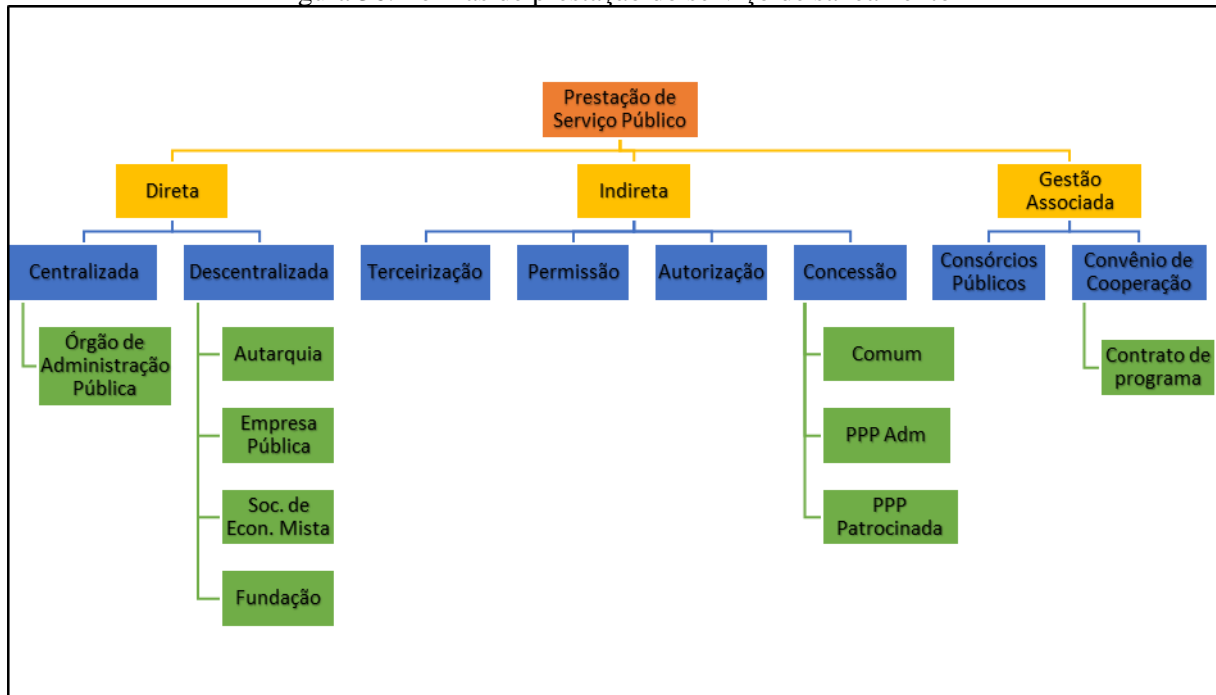 Prestação de
Serviço Público
Direta
Indireta
Gestão
Associada
Centralizada
Descentralizada
Terceirização
Permissão
Autorização
Concessão
Consórcios
Públicos
Convênio de
Cooperação
Órgão de
Administração
Pública
Autarquia
Empresa
Pública
Soc. de
Econ. Mista
Fundação
Comum
PPP Adm
PPP
Patrocinada
Contrato de
programa